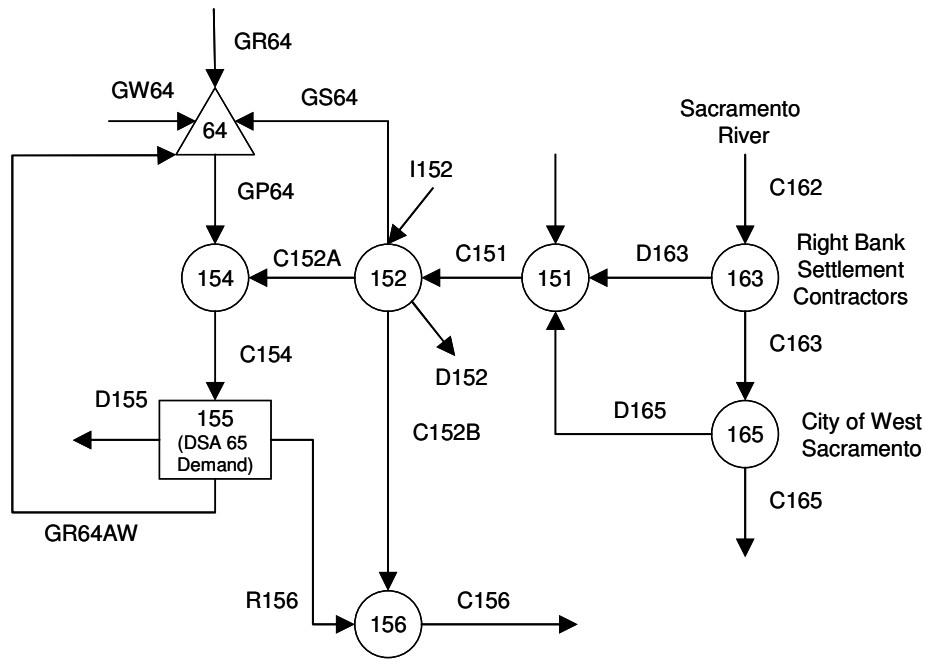 GR64
GW64
GS64
64
Sacramento
River
I152
GP64
C162
C152A
C151
D163
Right Bank
Settlement
Contractors
154
152
151
163
C154
D152
C163
D155
155
(DSA 65
Demand)
C152B
D165
165
City of West
Sacramento
C165
GR64AW
R156
C156
156